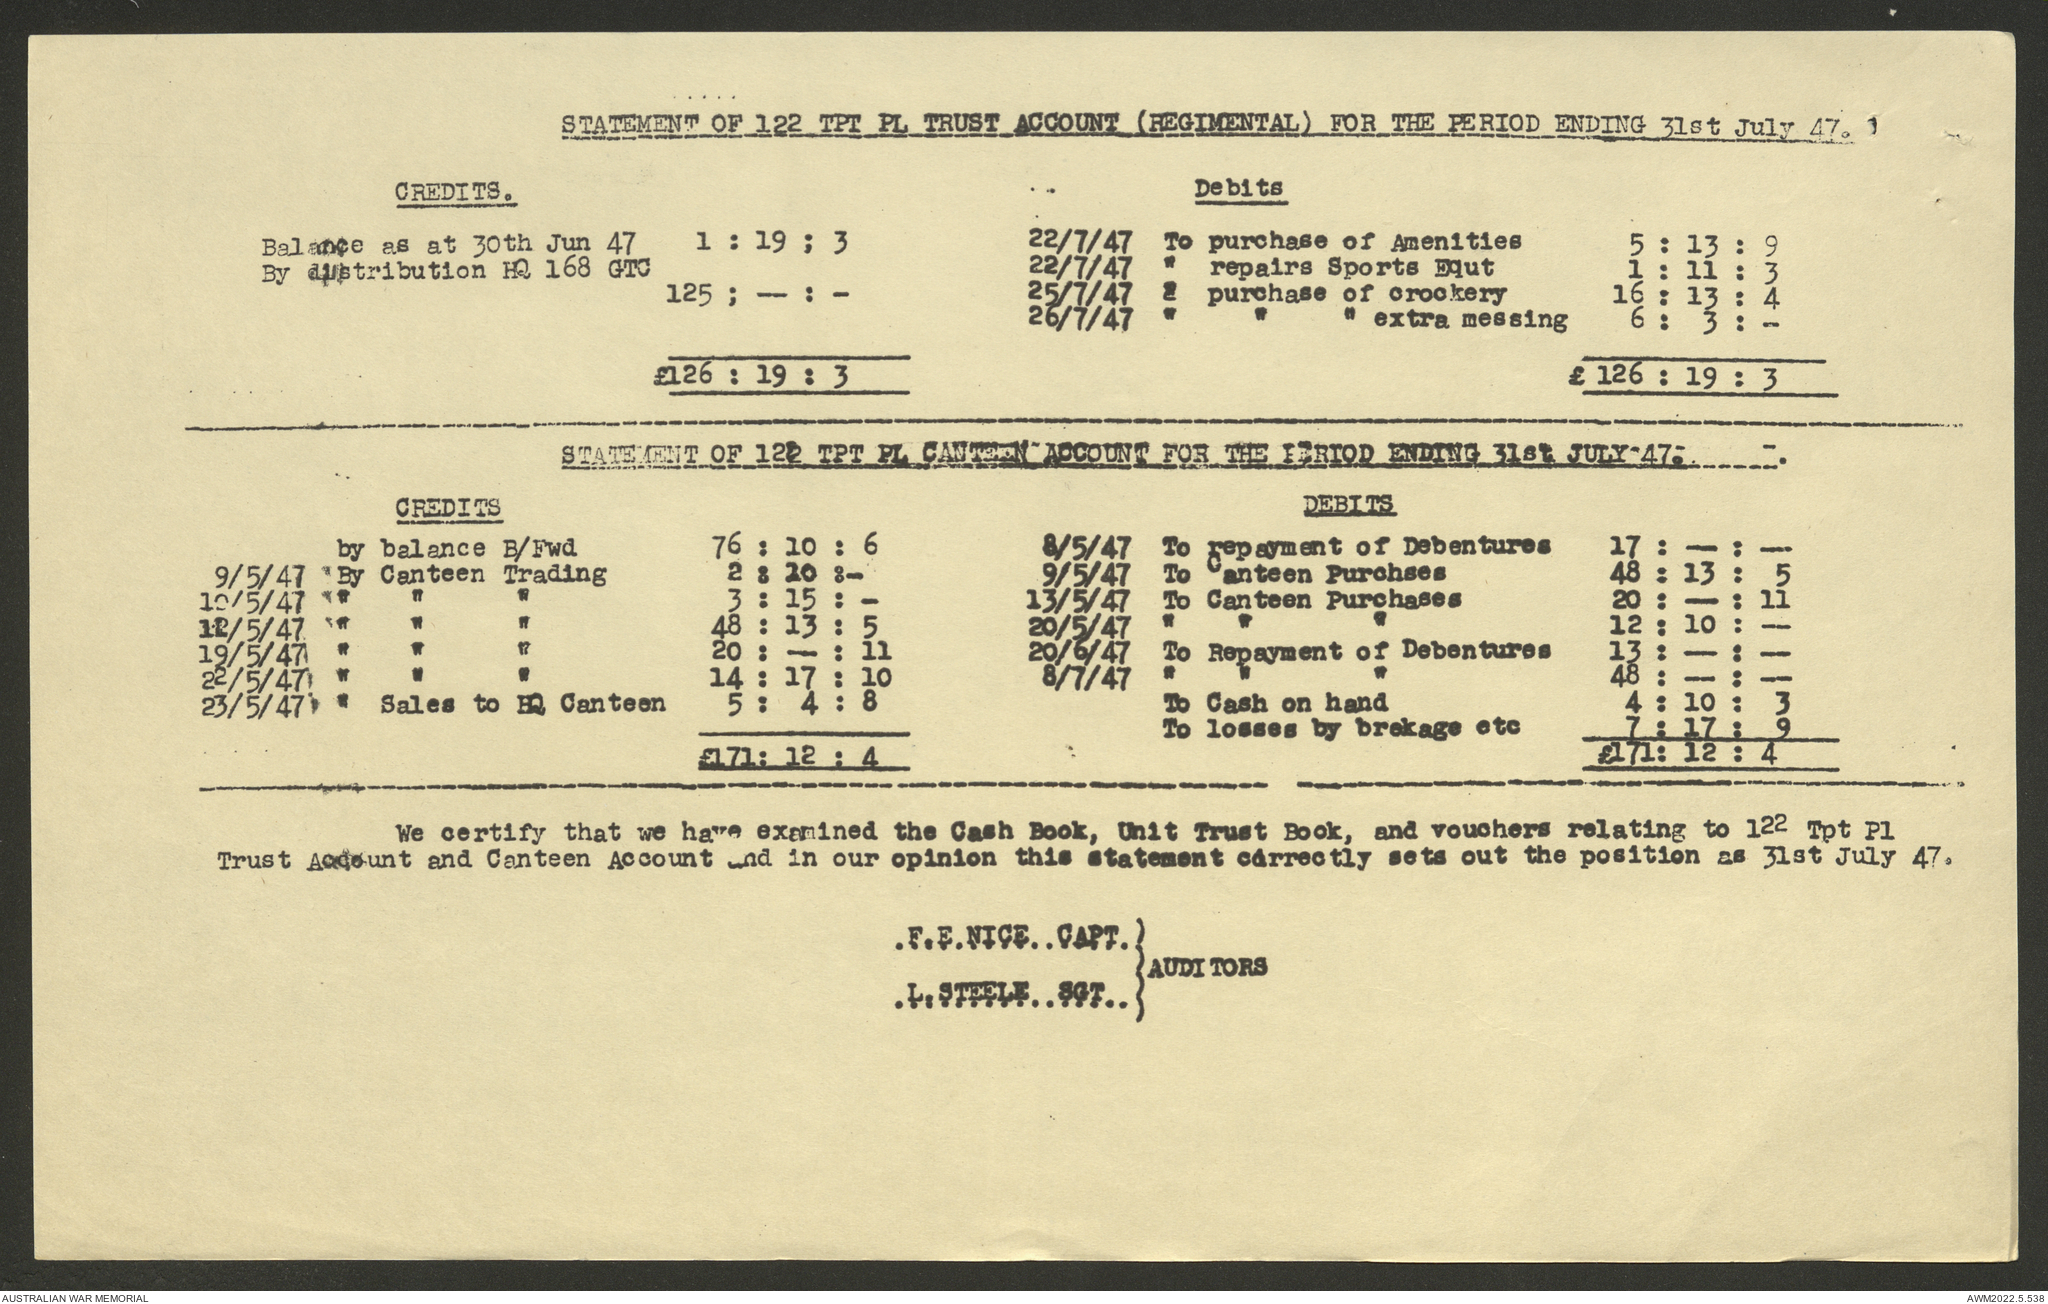 STATEMENT OF 122 TPT PL TRUST ACCOUNT (REGIMENTAL) FOR THE PERIOD ENDING 31st July 47.
CREDITS.
Balance as at 30th Jun 47 1 : 19 ; 3
By distribution HQ 168 GTC
125 ; — : -
£126 : 19 : 3
Debits
22/7/47 To purchase of Amenities 5 : 13 : 9
22/7/47 " repairs Sports Equt 1 : 11 : 3
25/7/47 2 purchase of crockery 16 : 13 : 4
26/7/47 " " " extra messing 6 : 3 : -
£ 126 : 19 : 3
STATEMENT OF 122 TPT PL CANTEEN ACCOUNT FOR THE PERIOD ENDING 31st JULY 47.
CREDITS
by balance B/Fwd 76 : 10 : 6
9/5/47 By Canteen Trading 2 : 10 :-
10/5/47 " " " 3 : 15 : -
12/5/47 " " " 48 : 13 : 5
19/5/47 " " " 20 : — : 11
22/5/47 " " " 14 : 17 : 10
23/5/47 " Sales to HQ Canteen 5 : 4 : 8
£171: 12 : 4
DEBITS
8/5/47 To repayment of Debentures 17 : — : —
9/5/47 To Canteen Purchses 48 : 13 : 5
13/5/47 To Canteen Purchases 20 : — : 11
20/5/47 " " " 12 : 10 : —
20/6/47 To Repayment of Debentures 13 : — : —
8/7/47 " " " 48 : — : —
To Cash on hand 4 : 10 : 3
To losses by brekage etc 7 : 17 : 9
£171: 12 : 4
We certify that we have examined the Cash Book, Unit Trust Book, and vouchers relating to 122 Tpt Pl
Trust Account and Canteen Account and in our opinion this statement correctly sets out the position as 31st July 47.
.F.E.NICE..CAPT.)
AUDITORS
.L.STEELE..SGT..
AUSTRALIAN WAR MEMORIAL
AWM2022.5.538